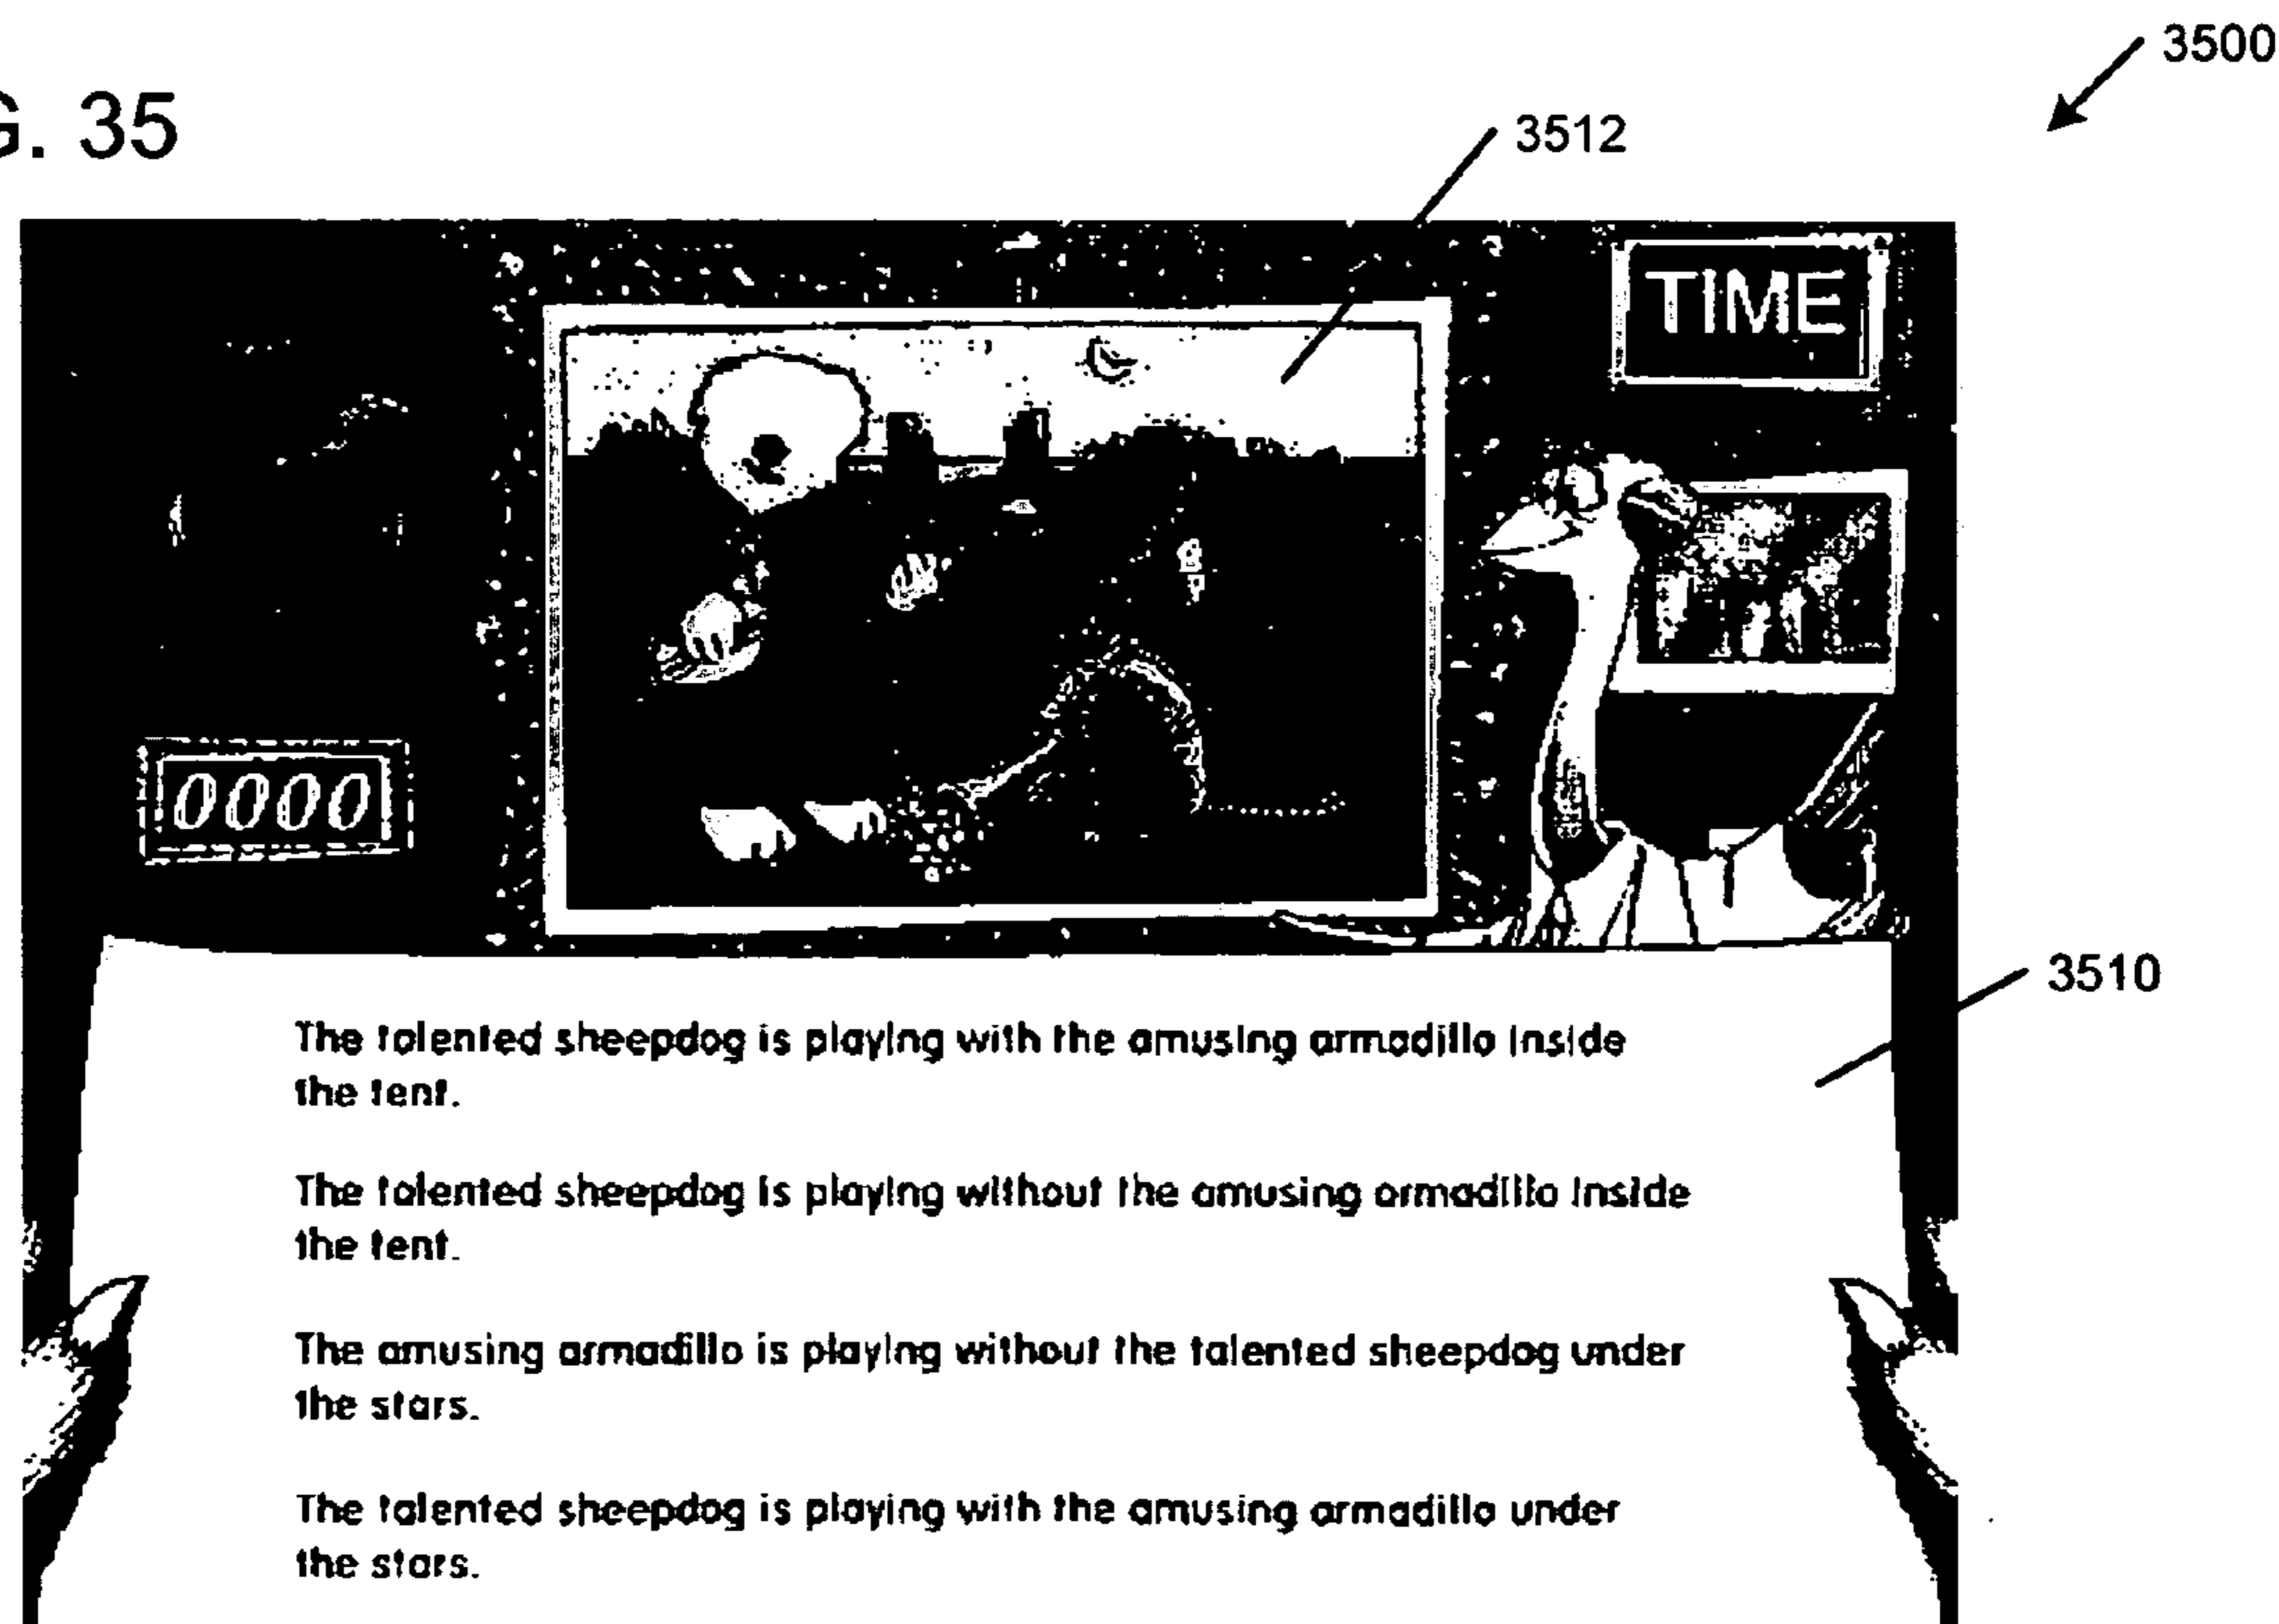 3500
G. 35
3512
TIME
0000
3510
The talented sheepdog is playing with the amusing armadillo inside
the tent.
The talented sheepdog is playing without the amusing armadillo inside
the tent.
The amusing armadillo is playing without the talented sheepdog under
the stars.
The talented sheepdog is playing with the amusing armadillo under
the stars.